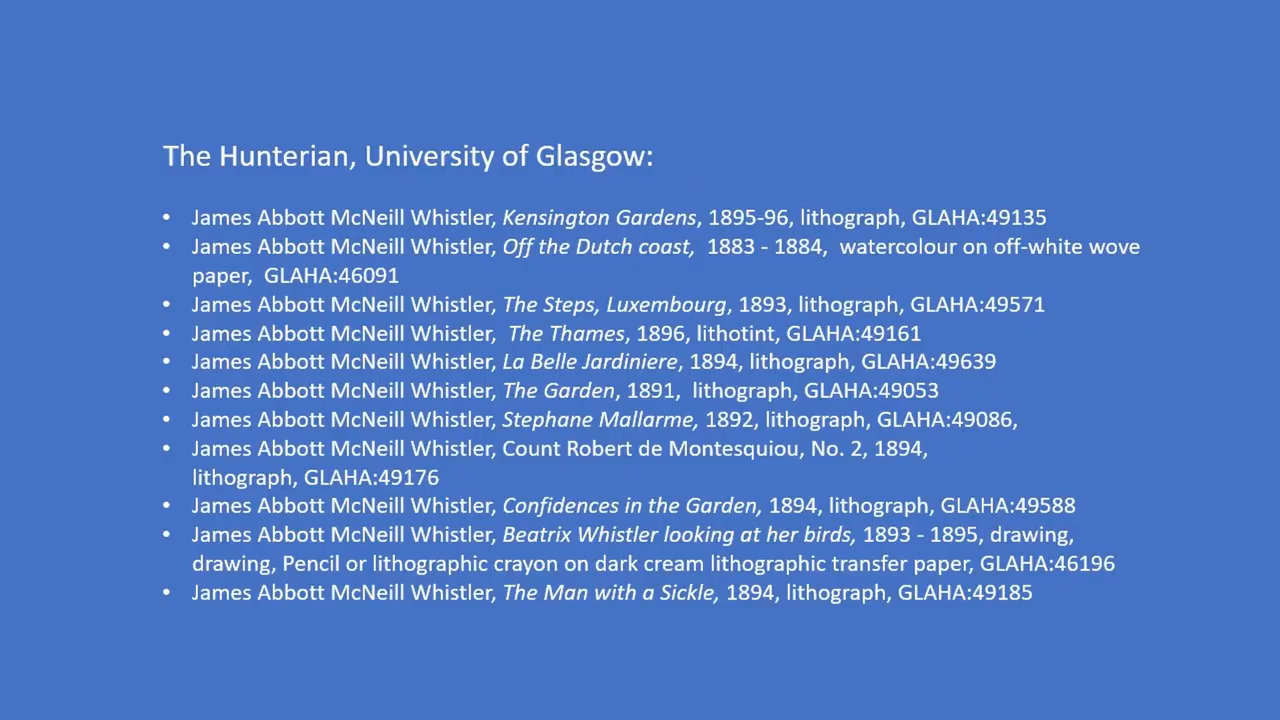 The Hunterian, University of Glasgow:
• James Abbott McNeill Whistler, Kensington Gardens, 1895-96, lithograph, GLAHA:49135
• James Abbott McNeill Whistler, Off the Dutch coast, 1883 - 1884, watercolour on off-white wove
paper, GLAHA:46091
• James Abbott McNeill Whistler, The Steps, Luxembourg, 1893, lithograph, GLAHA:49571
• James Abbott McNeill Whistler, The Thames, 1896, lithotint, GLAHA:49161
• James Abbott McNeill Whistler, La Belle Jardiniere, 1894, lithograph, GLAHA:49639
• James Abbott McNeill Whistler, The Garden, 1891, lithograph, GLAHA:49053
• James Abbott McNeill Whistler, Stephane Mallarme, 1892, lithograph, GLAHA:49086,
• James Abbott McNeill Whistler, Count Robert de Montesquiou, No. 2, 1894,
lithograph, GLAHA:49176
• James Abbott McNeill Whistler, Confidences in the Garden, 1894, lithograph, GLAHA:49588
• James Abbott McNeill Whistler, Beatrix Whistler looking at her birds, 1893 - 1895, drawing,
drawing, Pencil or lithographic crayon on dark cream lithographic transfer paper, GLAHA:46196
• James Abbott McNeill Whistler, The Man with a Sickle, 1894, lithograph, GLAHA:49185